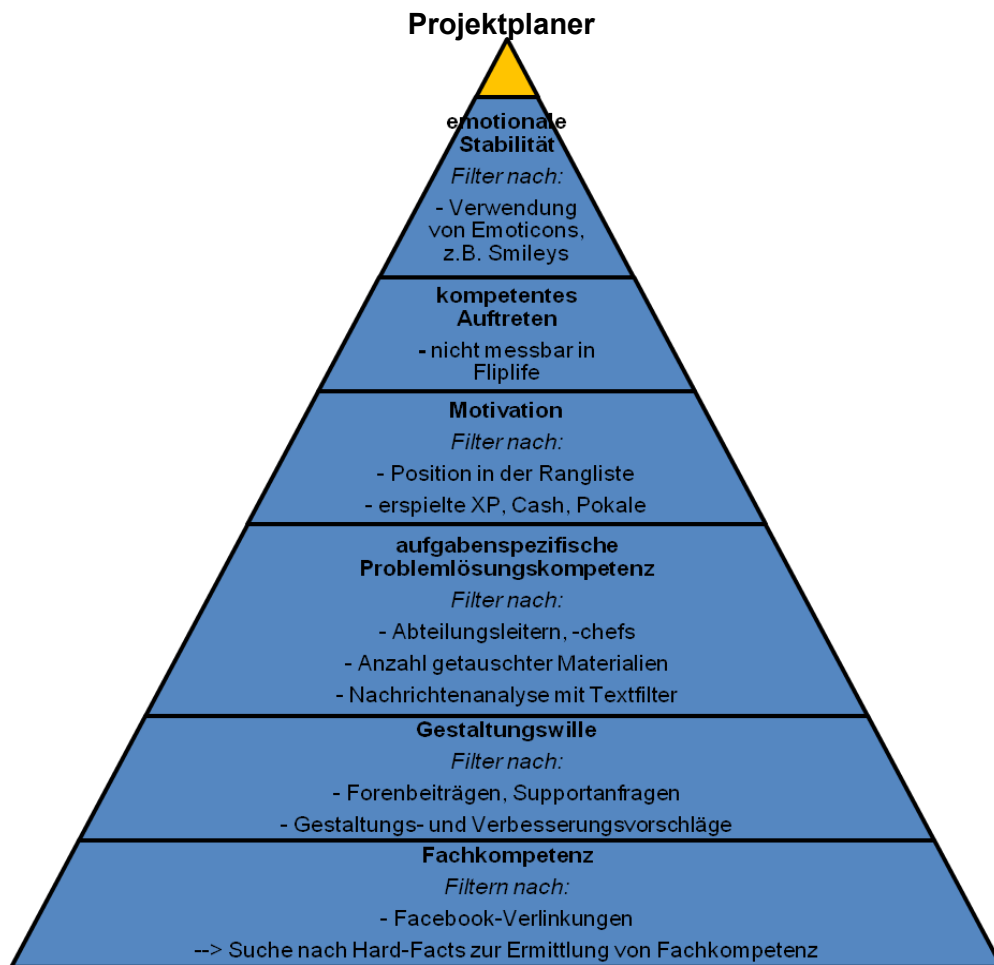 Projektplaner
emotionale
Stabilität
Filter nach:
- Verwendung
von Emoticons,
z.B. Smileys
kompetentes
Auftreten
- nicht messbar in
Fliplife
Motivation
Filter nach:
- Position in der Rangliste
- erspielte XP, Cash, Pokale
aufgabenspezifische
Problemlösungskompetenz
Filter nach:
- Abteilungsleitern, -chefs
- Anzahl getauschter Materialien
- Nachrichtenanalyse mit Textfilter
Gestaltungswille
Filter nach:
- Forenbeiträgen, Supportanfragen
- Gestaltungs- und Verbesserungsvorschläge
Fachkompetenz
Filtern nach:
- Facebook-Verlinkungen
--> Suche nach Hard-Facts zur Ermittlung von Fachkompetenz